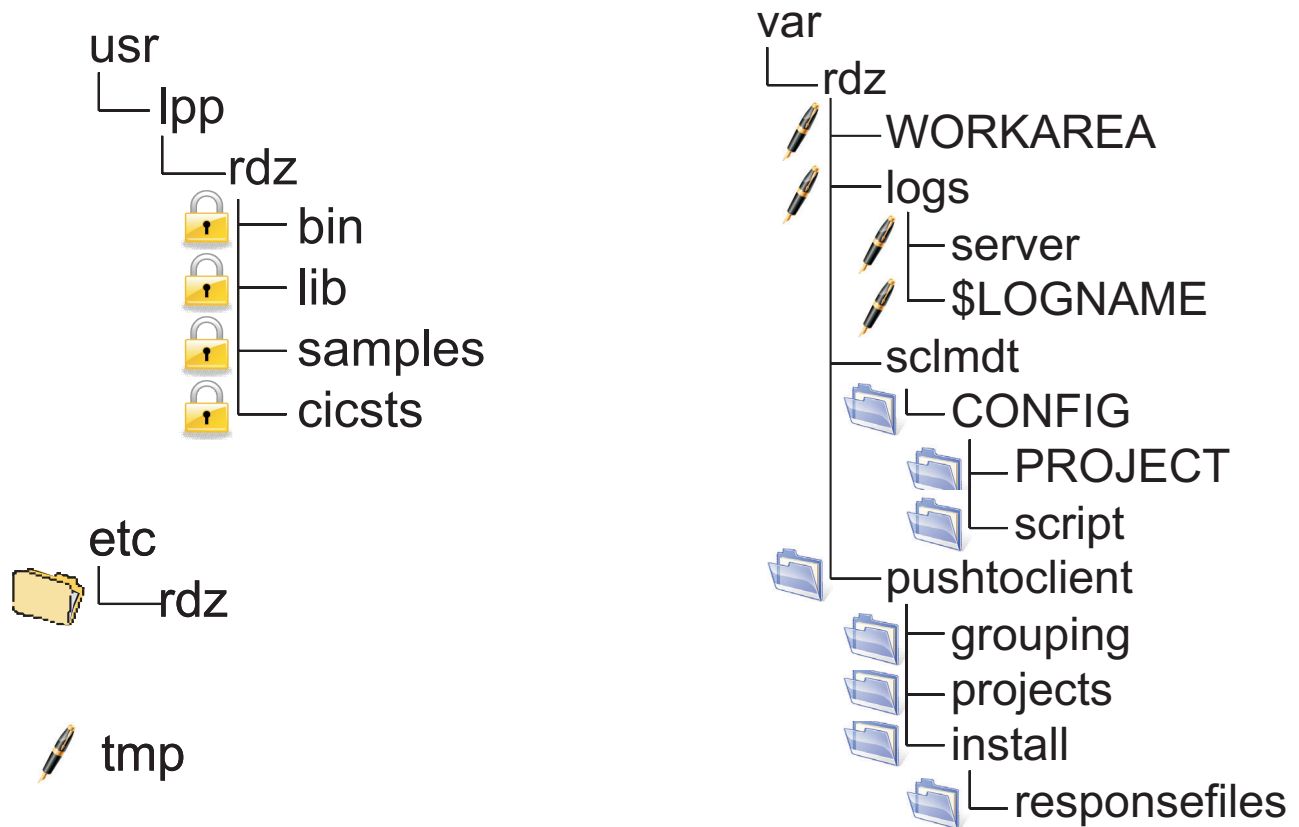 usr
lpp
rdz
bin
lib
samples
cicsts
etc
rdz
tmp
var
rdz
WORKAREA
logs
server
$LOGNAME
sclmdt
CONFIG
PROJECT
script
pushtoclient
grouping
projects
install
responsefiles